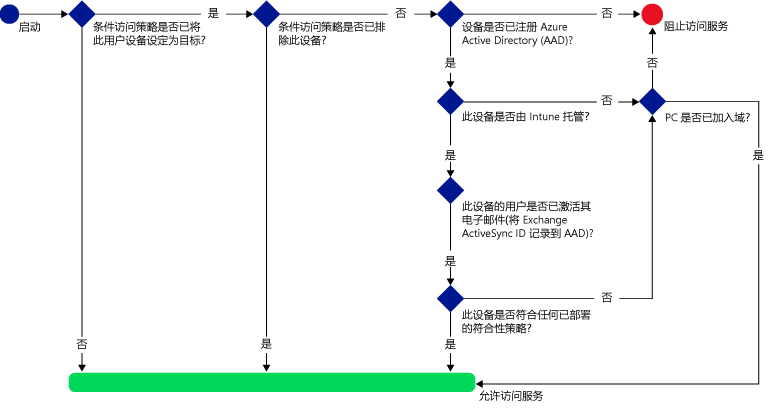 启动
条件访问策略是否已将
此用户设备设定为目标?
是
条件访问策略是否已排
除此设备?
否
设备是否已注册 Azure
Active Directory (AAD)?
否
阻止访问服务
是
否
此设备是否由 Intune 托管?
否
PC 是否已加入域?
是
是
此设备的用户是否已激活其
电子邮件(将 Exchange
ActiveSync ID 记录到 AAD)?
是
否
此设备是否符合任何已部署
的符合性策略?
否
是
是
允许访问服务